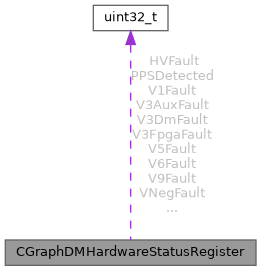 uint32_t
HVFault
PPSDetected
V1Fault
V3AuxFault
V3DmFault
V3FpgaFault
V5Fault
V6Fault
V9Fault
VNegFault
...
CGraphDMHardwareStatusRegister